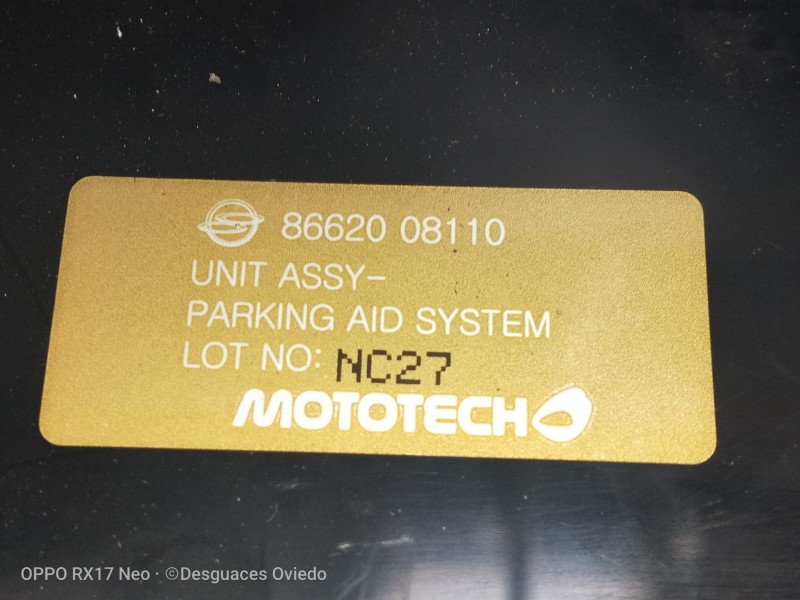 86620 08110
UNIT ASSY-
PARKING AID SYSTEM
LOT NO: NC27
MOTOTECH
OPPO RX17 Neo · ©Desguaces Oviedo